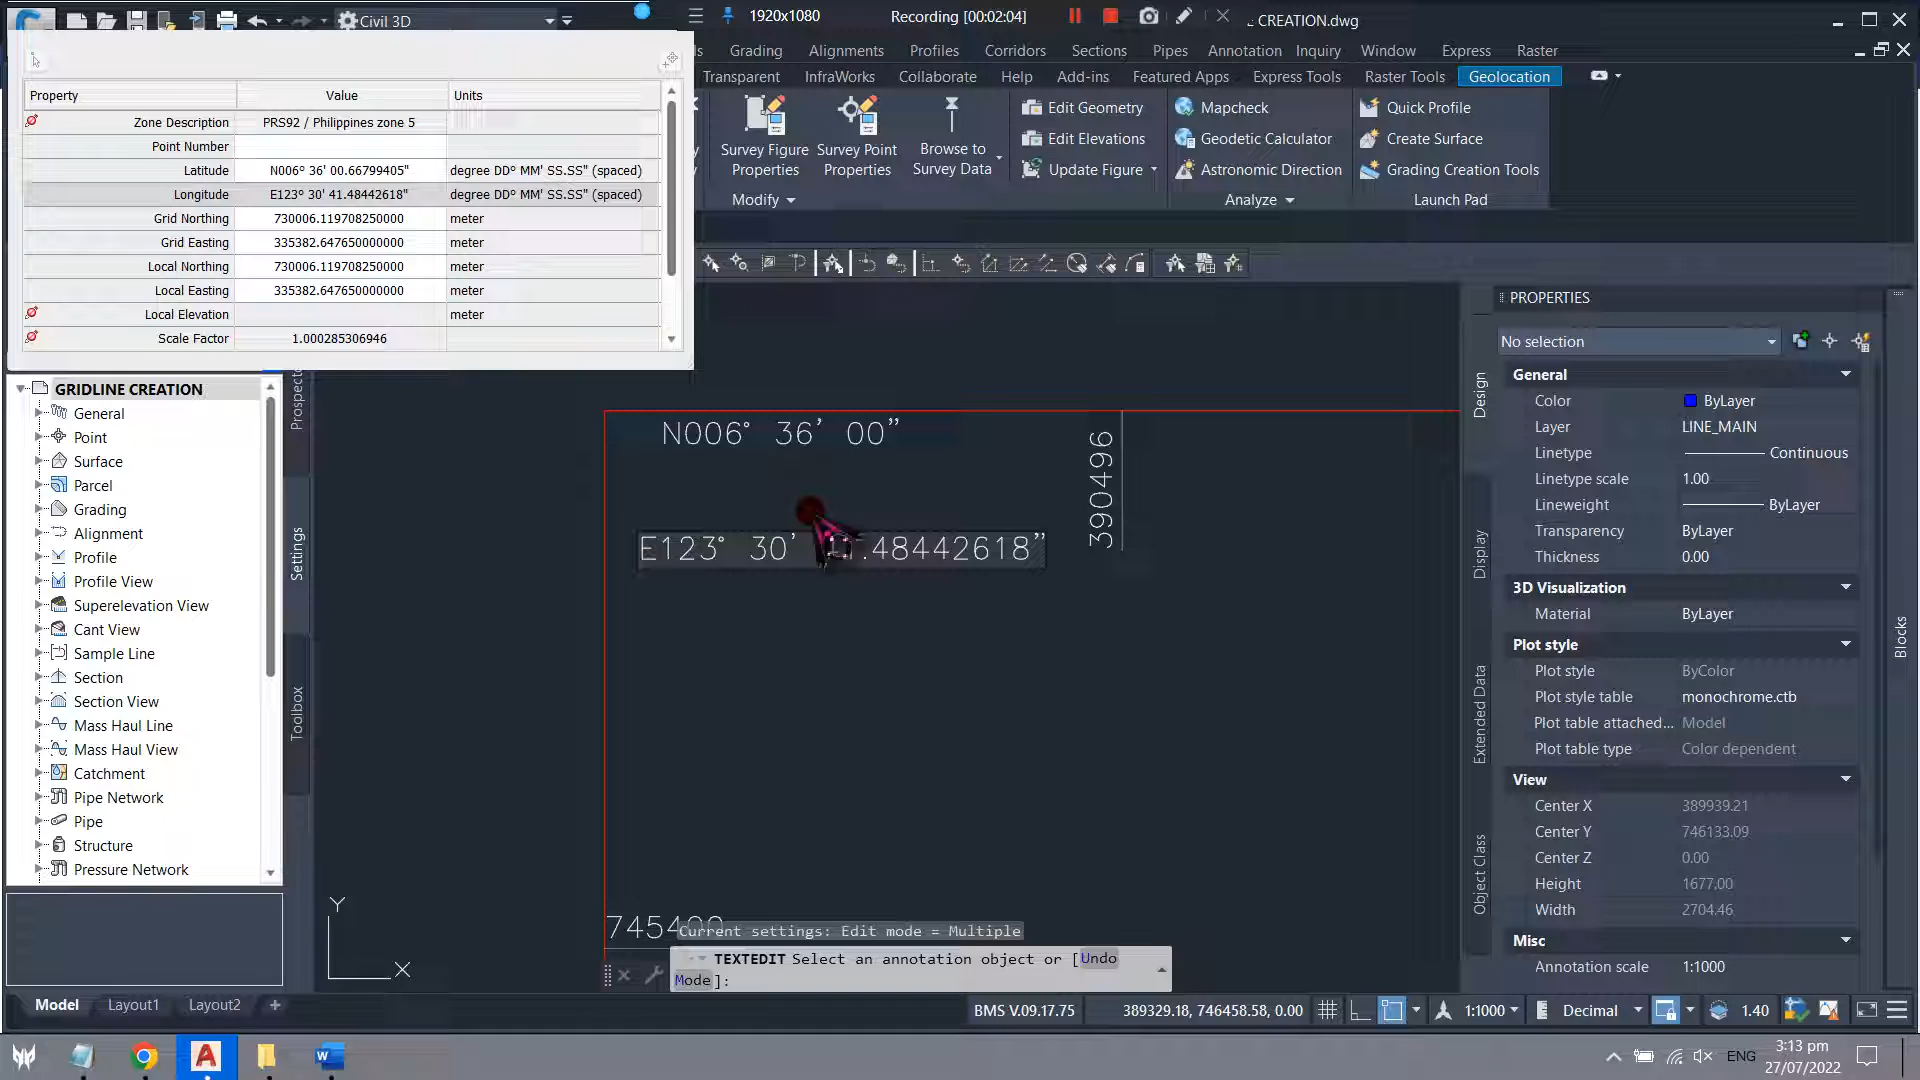 Civil 3D
1920x1080
Recording [00:02:04]
CREATION.dwg
Grading
Alignments
Profiles
Corridors
Sections
Pipes
Annotation
Inquiry
Window
Express
Raster
Transparent
InfraWorks
Collaborate
Help
Add-ins
Featured Apps
Express Tools
Raster Tools
Geolocation
Survey Figure Properties
Survey Point Properties
Browse to Survey Data
Edit Geometry
Edit Elevations
Update Figure
Modify
Mapcheck
Geodetic Calculator
Astronomic Direction
Analyze
Quick Profile
Create Surface
Grading Creation Tools
Launch Pad
Property Value Units
Zone Description PRS92 / Philippines zone 5
Point Number
Latitude N006° 36' 00.66799405" degree DD° MM' SS.SS" (spaced)
Longitude E123° 30' 41.48442618" degree DD° MM' SS.SS" (spaced)
Grid Northing 730006.119708250000 meter
Grid Easting 335382.647650000000 meter
Local Northing 730006.119708250000 meter
Local Easting 335382.647650000000 meter
Local Elevation meter
Scale Factor 1.000285306946
GRIDLINE CREATION
General
Point
Surface
Parcel
Grading
Alignment
Profile
Profile View
Superelevation View
Cant View
Sample Line
Section
Section View
Mass Haul Line
Mass Haul View
Catchment
Pipe Network
Pipe
Structure
Pressure Network
Settings
Toolbox
N006° 36' 00"
390496
Y
X
Current settings: Edit mode = Multiple
TEXTEDIT Select an annotation object or [Undo
Mode]:
PROPERTIES
No selection
Design
Display
Extended Data
Object Class
Blocks
General
Color ByLayer
Layer LINE_MAIN
Linetype Continuous
Linetype scale 1.00
Lineweight ByLayer
Transparency ByLayer
Thickness 0.00
3D Visualization
Material ByLayer
Plot style
Plot style ByColor
Plot style table monochrome.ctb
Plot table attached... Model
Plot table type Color dependent
View
Center X 389939.21
Center Y 746133.09
Center Z 0.00
Height 1677.00
Width 2704.46
Misc
Annotation scale 1:1000
Model
Layout1
Layout2
BMS V.09.17.75
389329.18, 746458.58, 0.00
1:1000
Decimal
1.40
ENG
3:13 pm
27/07/2022